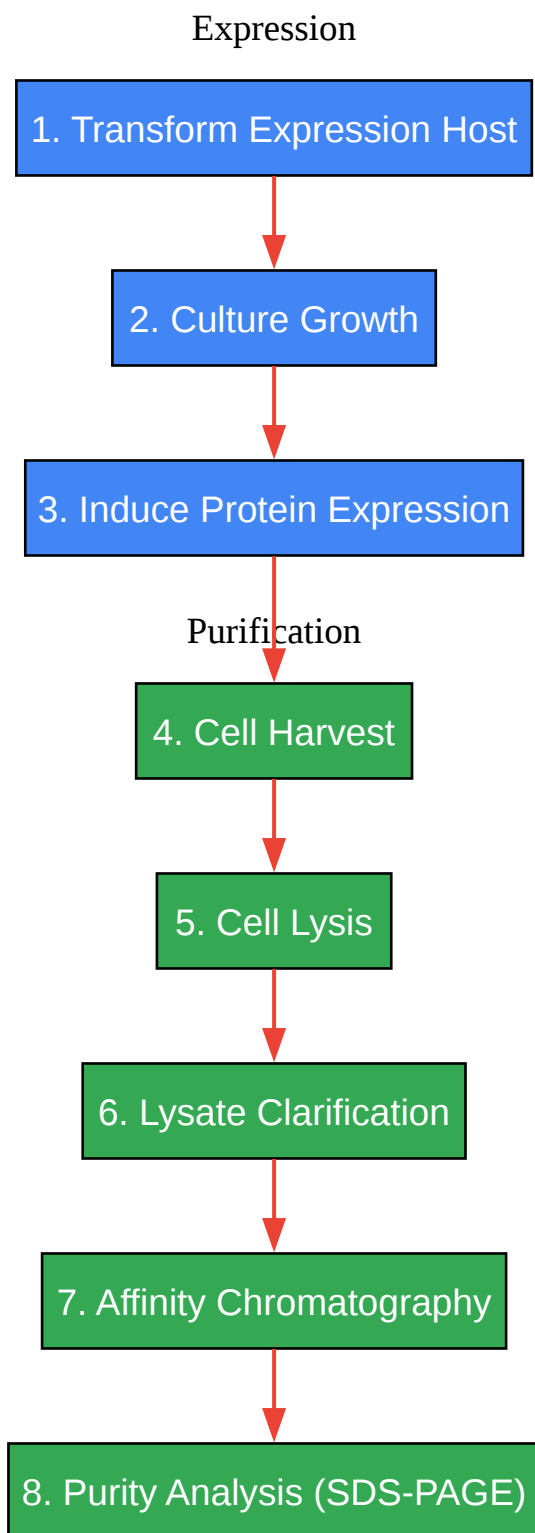 Expression
1. Transform Expression Host
2. Culture Growth
3. Induce Protein Expression
Purification
4. Cell Harvest
5. Cell Lysis
6. Lysate Clarification
7. Affinity Chromatography
8. Purity Analysis (SDS-PAGE)